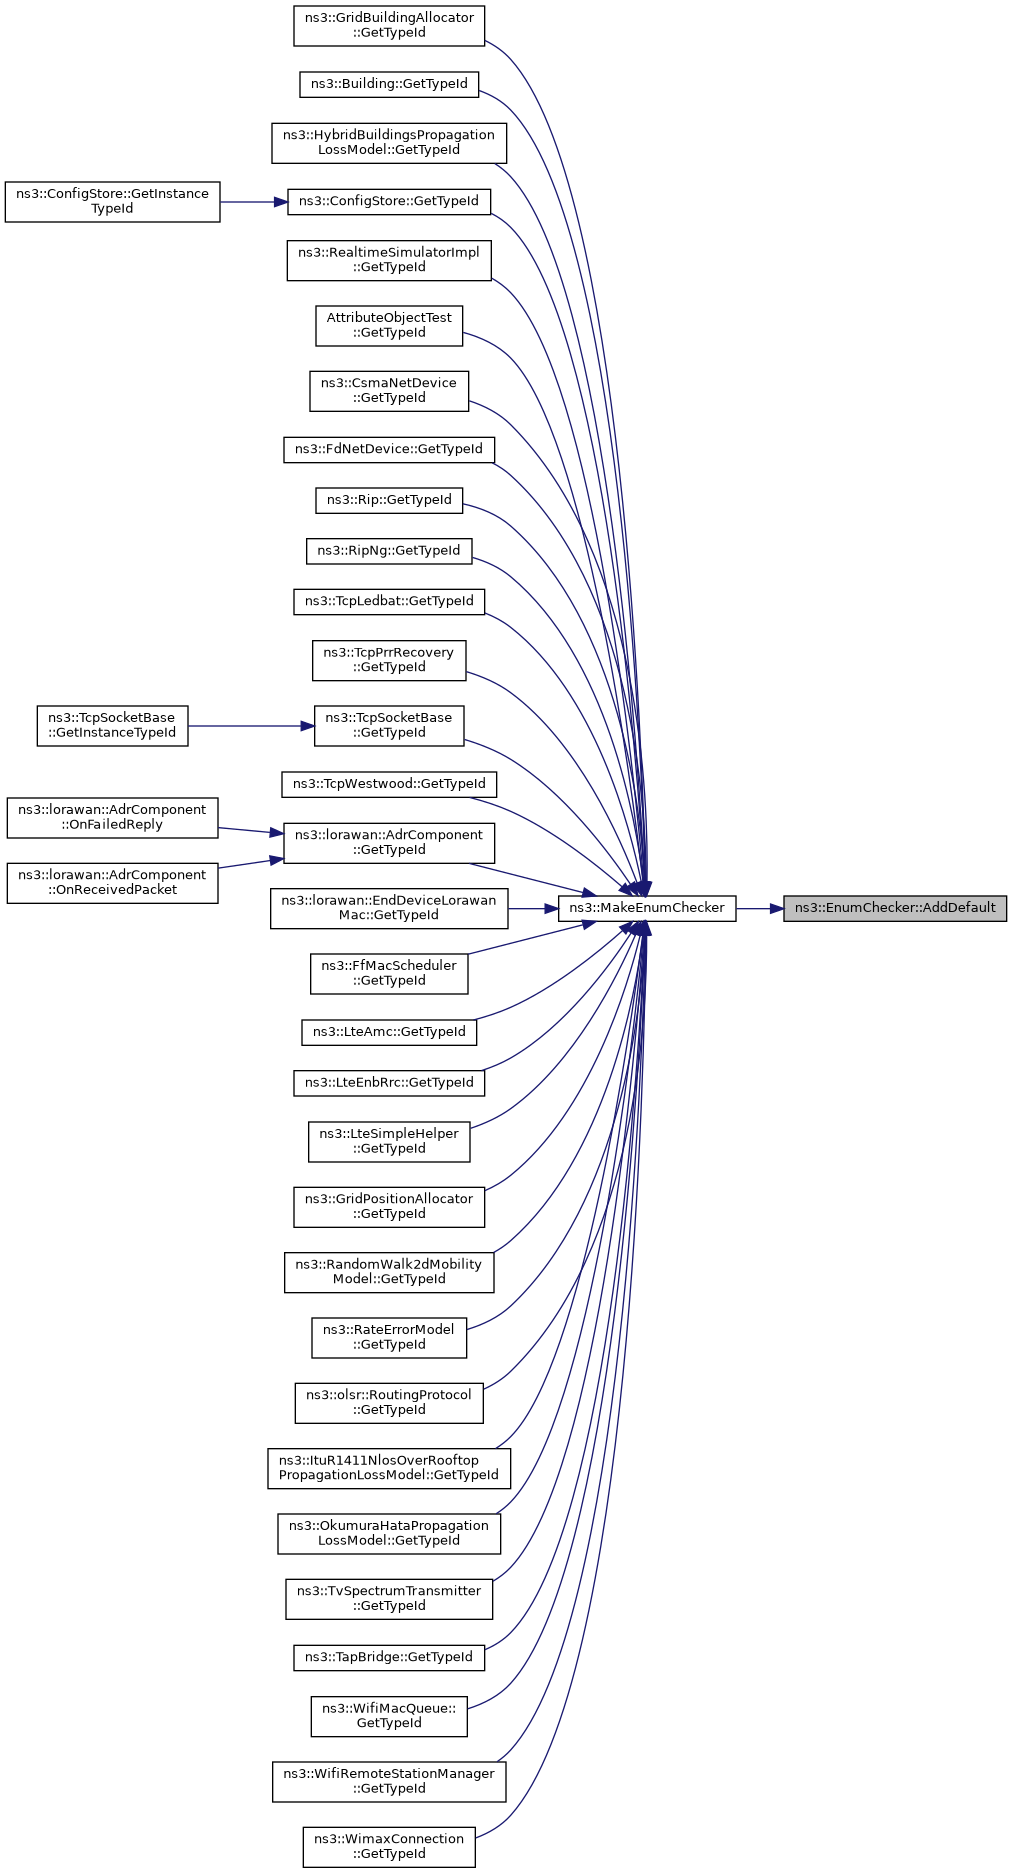 ns3::GridBuildingAllocator
::GetTypeId
ns3::Building::GetTypeId
ns3::HybridBuildingsPropagation
LossModel::GetTypeId
ns3::ConfigStore::GetInstance
TypeId
ns3::ConfigStore::GetTypeId
ns3::RealtimeSimulatorImpl
::GetTypeId
AttributeObjectTest
::GetTypeId
ns3::CsmaNetDevice
::GetTypeId
ns3::FdNetDevice::GetTypeId
ns3::Rip::GetTypeId
ns3::RipNg::GetTypeId
ns3::TcpLedbat::GetTypeId
ns3::TcpPrrRecovery
::GetTypeId
ns3::TcpSocketBase
::GetInstanceTypeId
ns3::TcpSocketBase
::GetTypeId
ns3::TcpWestwood::GetTypeId
ns3::lorawan::AdrComponent
::OnFailedReply
ns3::lorawan::AdrComponent
::GetTypeId
ns3::lorawan::AdrComponent
::OnReceivedPacket
ns3::lorawan::EndDeviceLorawan
Mac::GetTypeId
ns3::MakeEnumChecker
ns3::EnumChecker::AddDefault
ns3::FfMacScheduler
::GetTypeId
ns3::LteAmc::GetTypeId
ns3::LteEnbRrc::GetTypeId
ns3::LteSimpleHelper
::GetTypeId
ns3::GridPositionAllocator
::GetTypeId
ns3::RandomWalk2dMobility
Model::GetTypeId
ns3::RateErrorModel
::GetTypeId
ns3::olsr::RoutingProtocol
::GetTypeId
ns3::ItuR1411NlosOverRooftop
PropagationLossModel::GetTypeId
ns3::OkumuraHataPropagation
LossModel::GetTypeId
ns3::TvSpectrumTransmitter
::GetTypeId
ns3::TapBridge::GetTypeId
ns3::WifiMacQueue::
GetTypeId
ns3::WifiRemoteStationManager
::GetTypeId
ns3::WimaxConnection
::GetTypeId